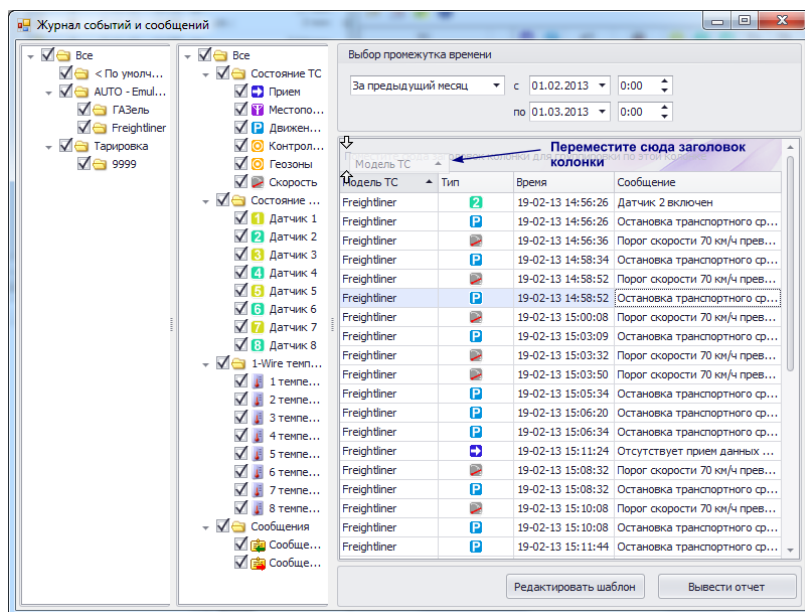 Журнал событий и сообщений
Все
< По умолч...
AUTO - Emul...
ГАЗель
Freightliner
Тарировка
9999
Все
Состояние ТС
Прием
Местопо...
Движен...
Контрол...
Геозоны
Скорость
Состояние ...
1 Датчик 1
2 Датчик 2
3 Датчик 3
4 Датчик 4
5 Датчик 5
6 Датчик 6
7 Датчик 7
8 Датчик 8
1-Wire темп...
1 темпе...
2 темпе...
3 темпе...
4 темпе...
5 темпе...
6 темпе...
7 темпе...
8 темпе...
Сообщения
Сообще...
Сообще...
Выбор промежутка времени
За предыдущий месяц с 01.02.2013 0:00
по 01.03.2013 0:00
Переместите сюда заголовок
колонки
Модель ТС
колонки для группировки по этой колонке
Модель ТС Тип Время Сообщение
Freightliner 2 19-02-13 14:56:26 Датчик 2 включен
Freightliner P 19-02-13 14:56:26 Остановка транспортного ср...
Freightliner 19-02-13 14:56:36 Порог скорости 70 км/ч прев...
Freightliner P 19-02-13 14:58:34 Остановка транспортного ср...
Freightliner 19-02-13 14:58:52 Порог скорости 70 км/ч прев...
Freightliner P 19-02-13 14:58:52 Остановка транспортного ср...
Freightliner 19-02-13 15:00:08 Порог скорости 70 км/ч прев...
Freightliner P 19-02-13 15:03:09 Остановка транспортного ср...
Freightliner 19-02-13 15:03:32 Порог скорости 70 км/ч прев...
Freightliner 19-02-13 15:03:50 Порог скорости 70 км/ч прев...
Freightliner P 19-02-13 15:05:34 Остановка транспортного ср...
Freightliner P 19-02-13 15:06:20 Остановка транспортного ср...
Freightliner P 19-02-13 15:06:34 Остановка транспортного ср...
Freightliner 19-02-13 15:11:24 Отсутствует прием данных ...
Freightliner 19-02-13 15:08:32 Порог скорости 70 км/ч прев...
Freightliner P 19-02-13 15:08:32 Остановка транспортного ср...
Freightliner 19-02-13 15:10:08 Порог скорости 70 км/ч прев...
Freightliner P 19-02-13 15:10:08 Остановка транспортного ср...
Freightliner P 19-02-13 15:11:44 Остановка транспортного ср...
Редактировать шаблон Вывести отчет